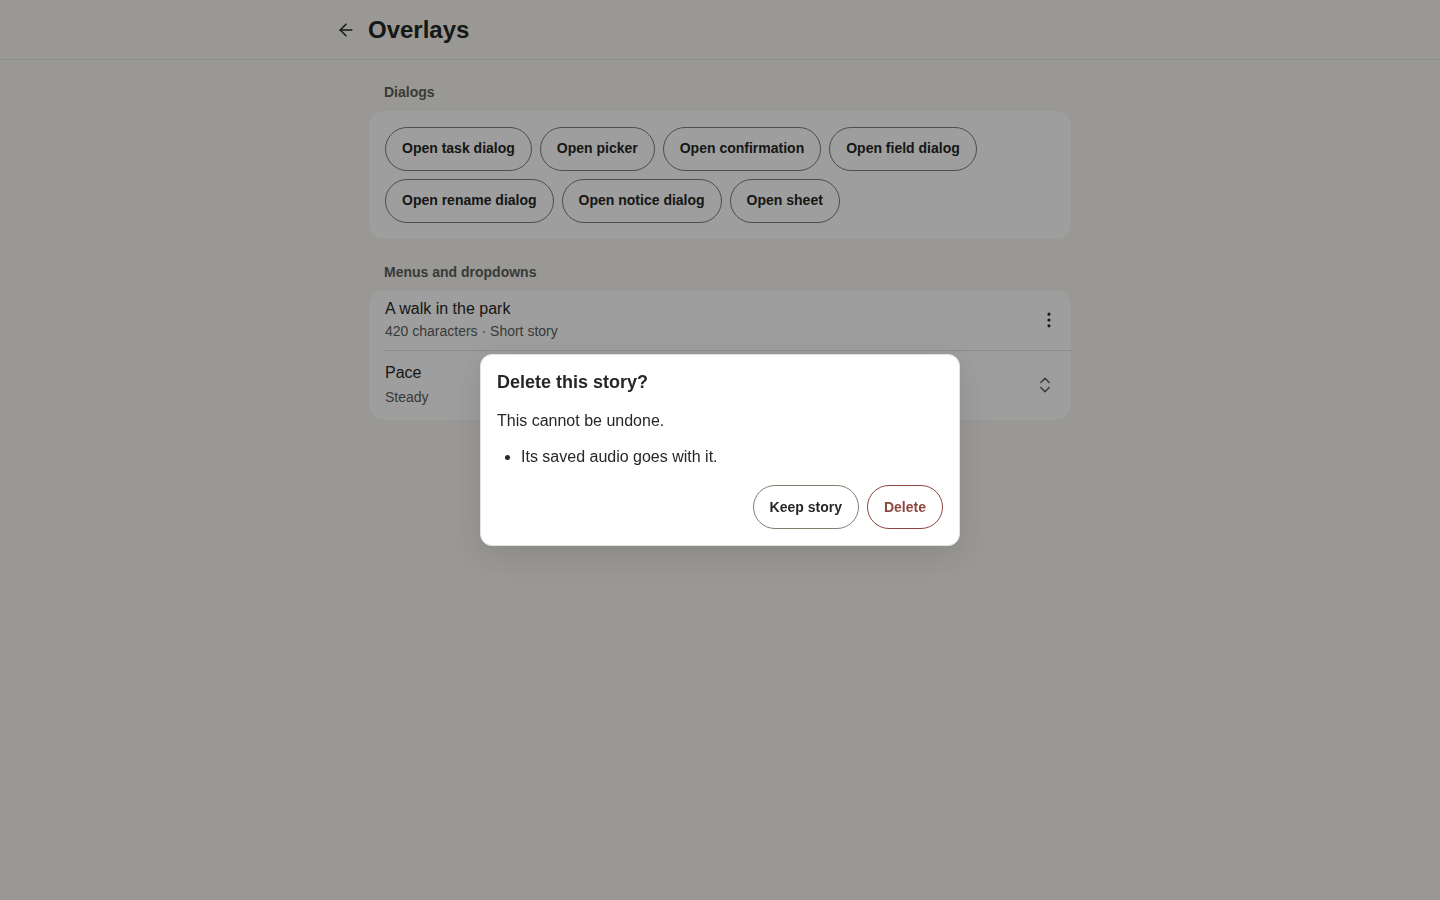 Overlays
Dialogs
Open task dialog
Open picker
Open confirmation
Open field dialog
Open rename dialog
Open notice dialog
Open sheet
Menus and dropdowns
A walk in the park
420 characters · Short story
Pace
Steady
Delete this story?
This cannot be undone.
• Its saved audio goes with it.
Keep story
Delete